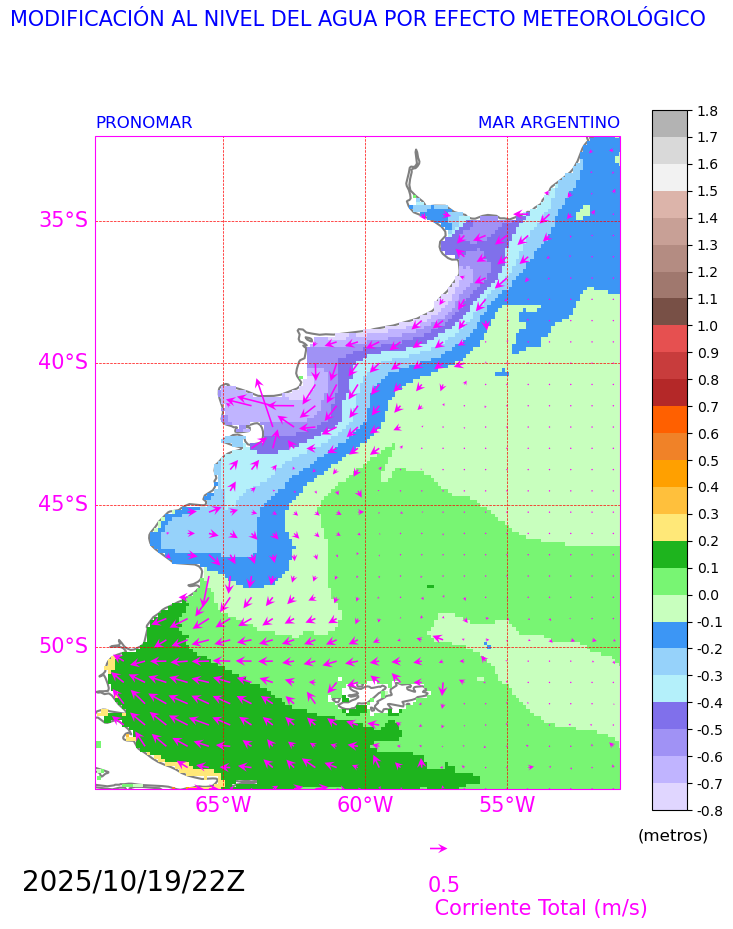 MODIFICACIÓN AL NIVEL DEL AGUA POR EFECTO METEOROLÓGICO
PRONOMAR MAR ARGENTINO
35°S
40°S
45°S
50°S
65°W 60°W 55°W
1.8
1.7
1.6
1.5
1.4
1.3
1.2
1.1
1.0
0.9
0.8
0.7
0.6
0.5
0.4
0.3
0.2
0.1
0.0
-0.1
-0.2
-0.3
-0.4
-0.5
-0.6
-0.7
-0.8
(metros)
2025/10/19/22Z
0.5
Corriente Total (m/s)